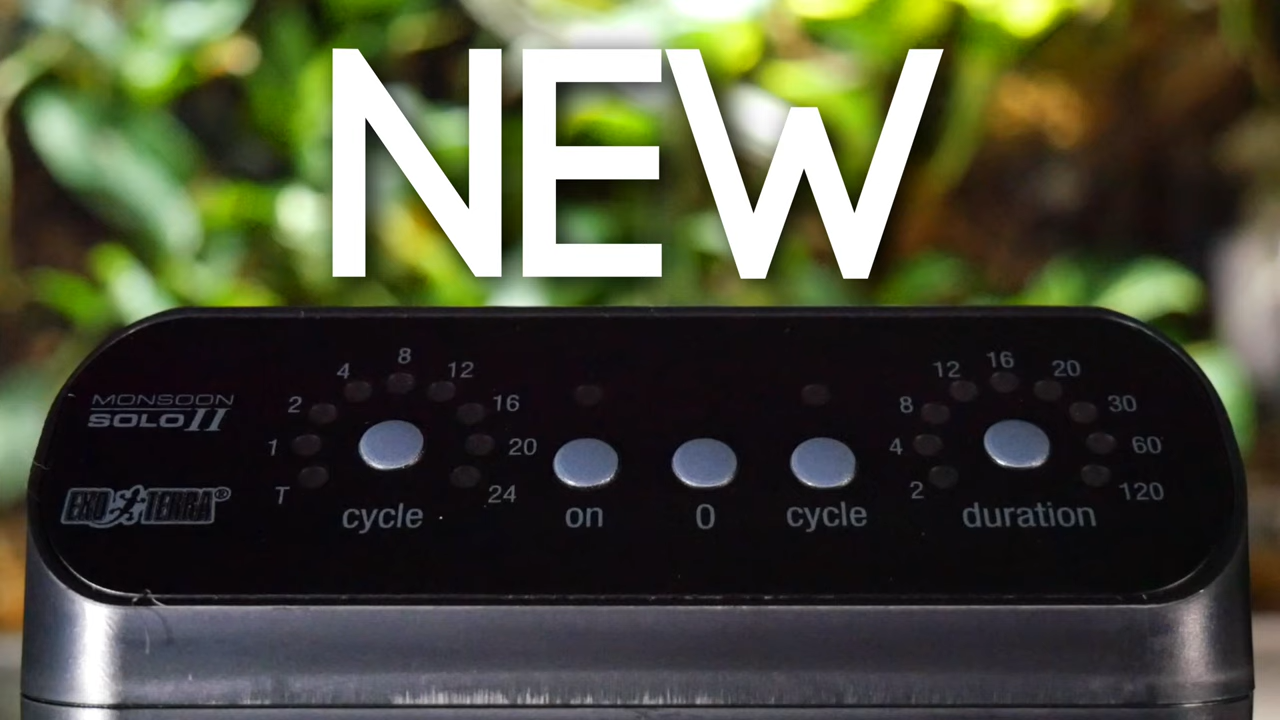 NEW
MONSOON
SOLO II
EXO TERRA®
T 1 2 4 8 12 16 20 24
cycle
on
0
cycle
2 4 8 12 16 20 30 60 120
duration